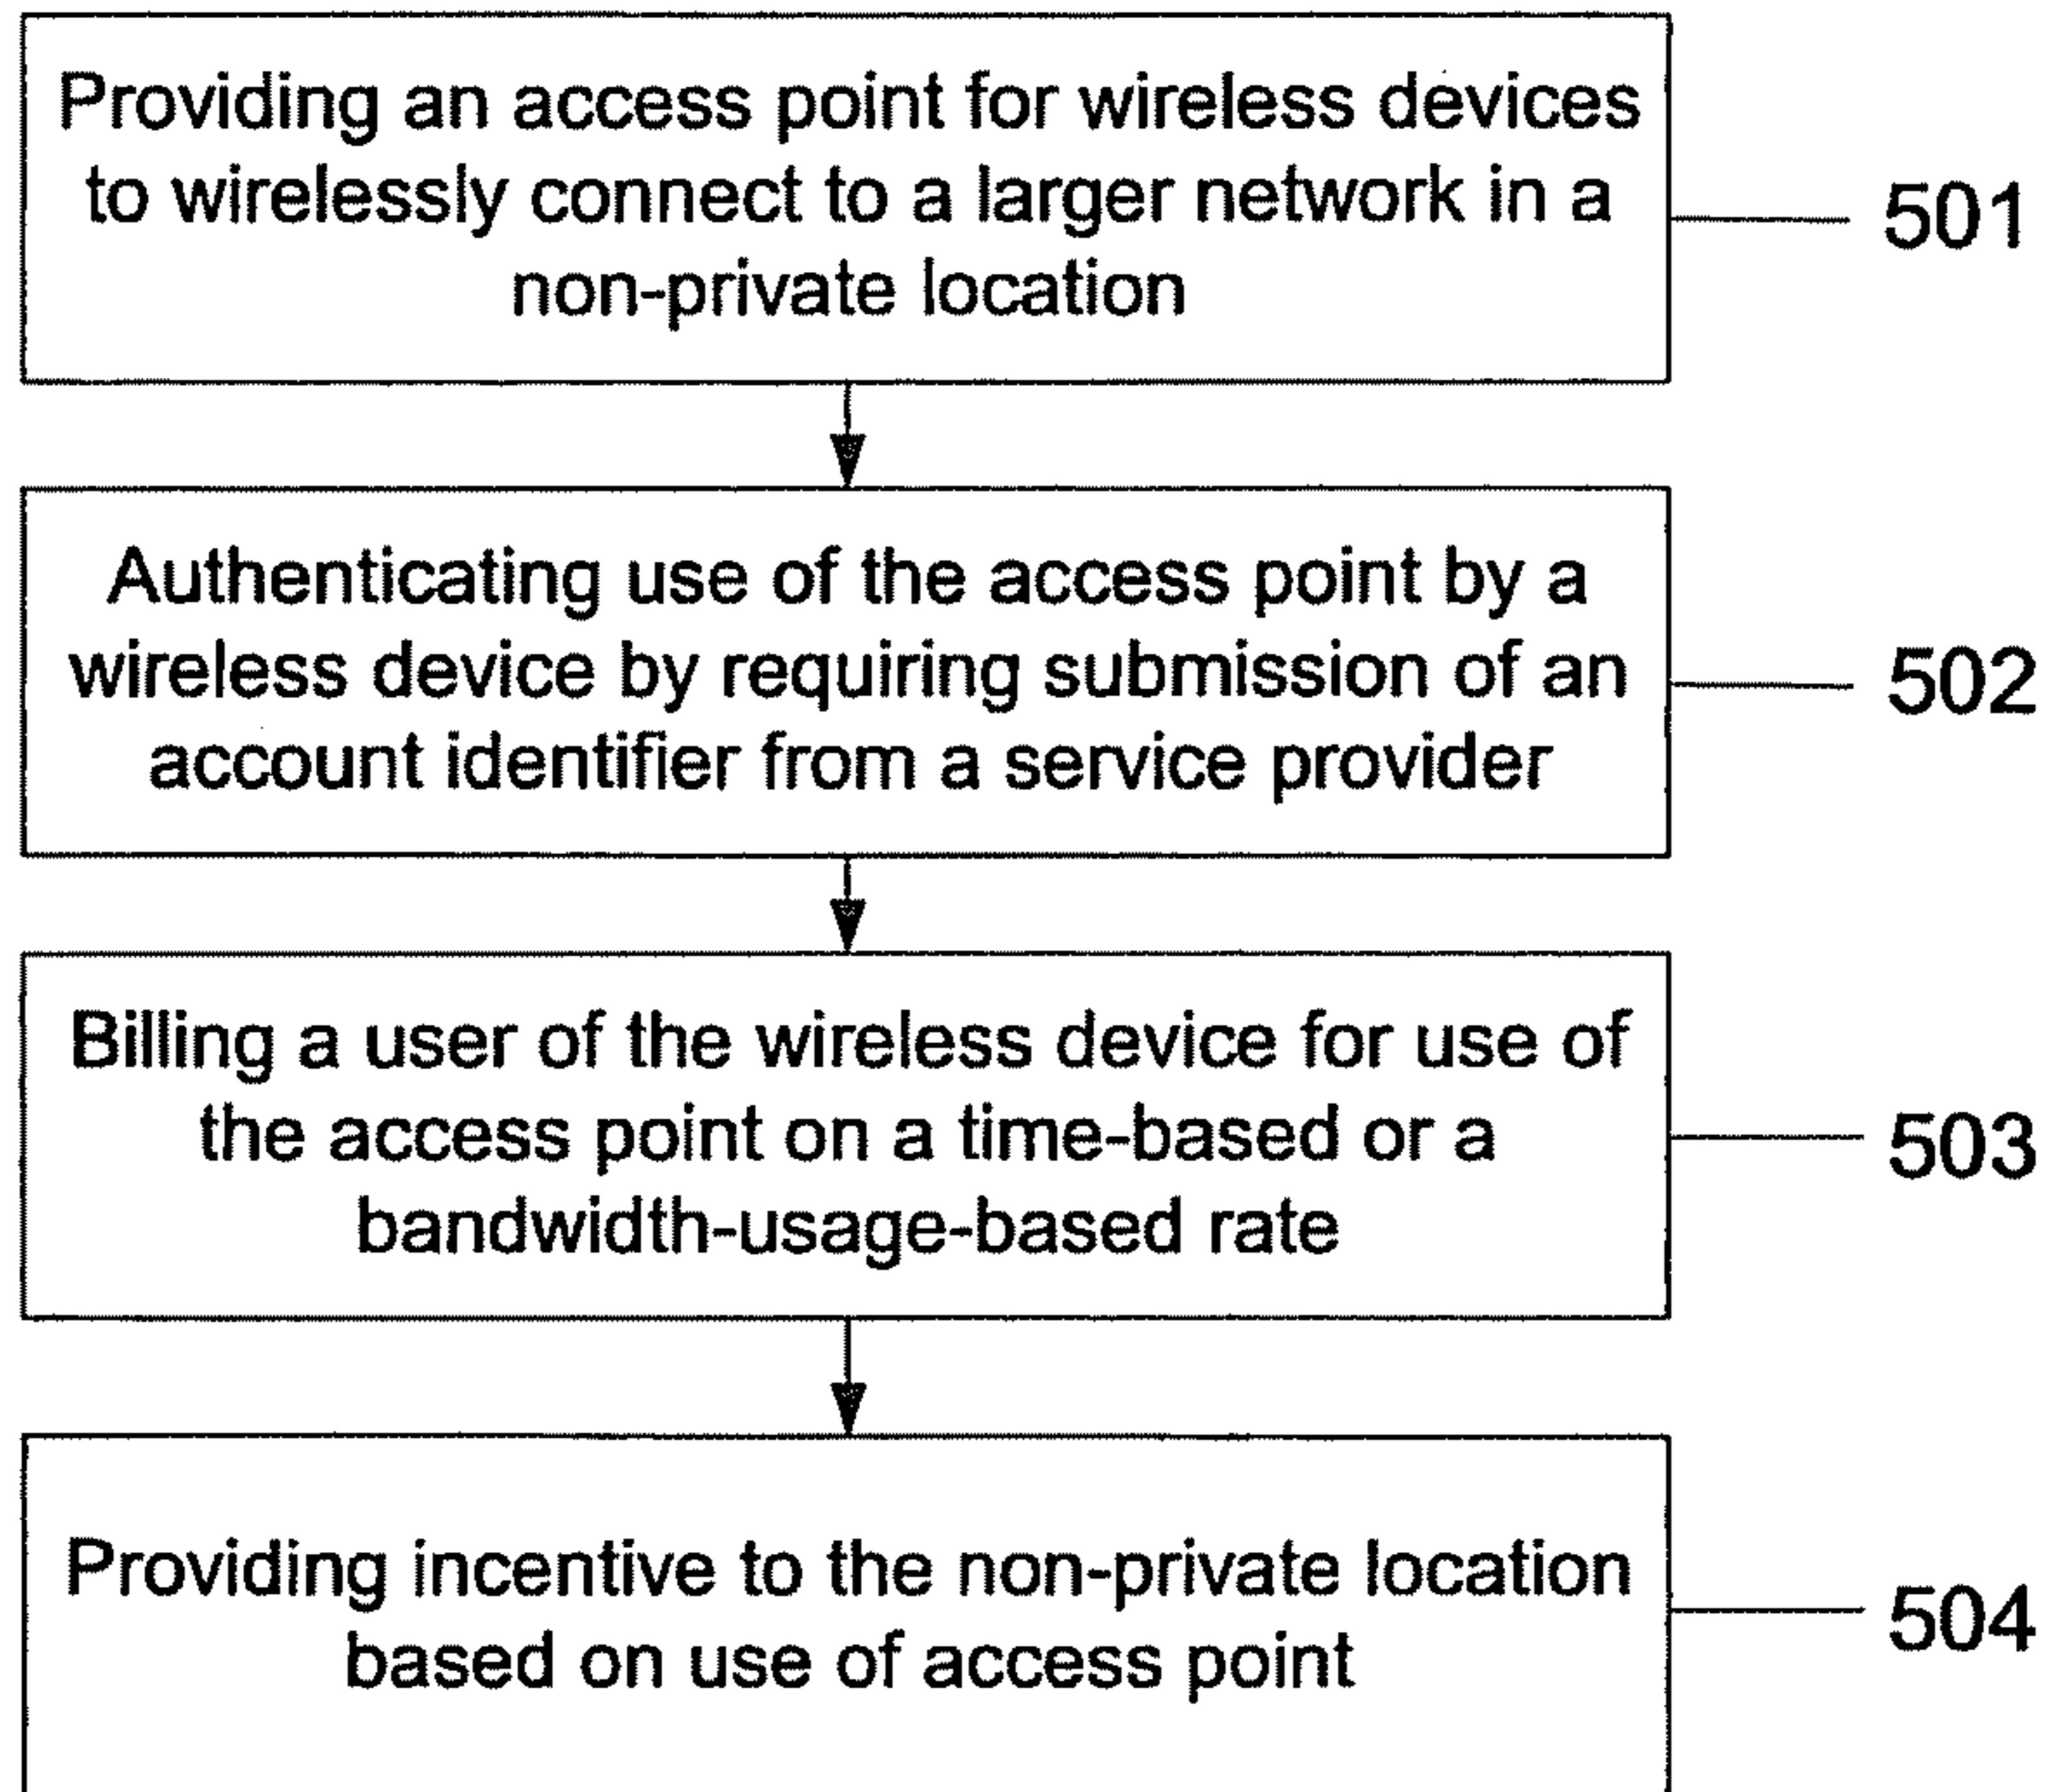 Providing an access point for wireless devices
to wirelessly connect to a larger network in a
non-private location
501
Authenticating use of the access point by a
wireless device by requiring submission of an
account identifier from a service provider
502
Billing a user of the wireless device for use of
the access point on a time-based or a
bandwidth-usage-based rate
503
Providing incentive to the non-private location
based on use of access point
504